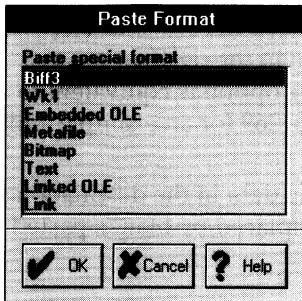 Paste Format
Paste special format
Biff3
Wk1
Embedded OLE
Metafile
Bitmap
Text
Linked OLE
Link
OK Cancel Help